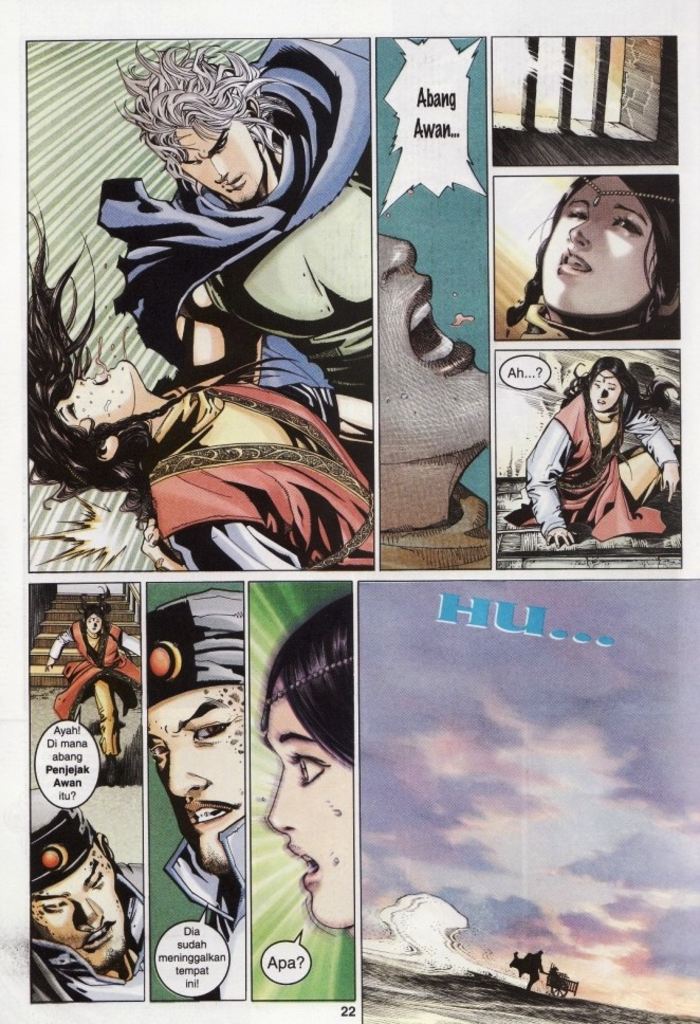 Abang
Awan...
Ah...?
Ayah!
Di mana
abang
Penjejak
Awan
itu?
Dia
sudah
meninggalkan
tempat
ini!
Apa?
HU...
22